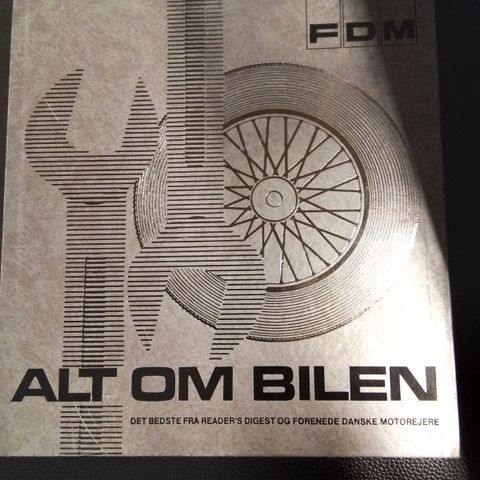 FDM
ALT OM BILEN
DET BEDSTE FRA READER'S DIGEST OG FORENEDE DANSKE MOTOREJERE